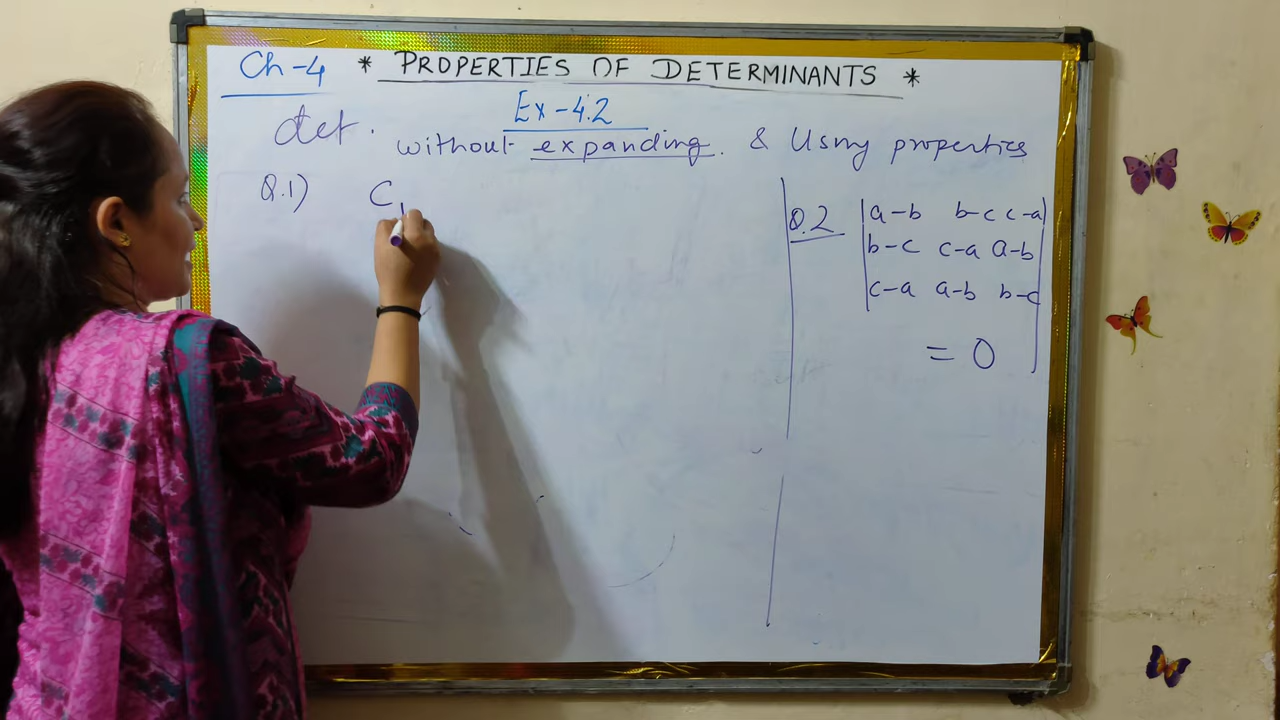 Ch-4 * PROPERTIES OF DETERMINANTS *
Ex-4.2
det. without expanding. & Using properties
Q.1) C1
Q.2 |a-b b-c c-a|
|b-c c-a a-b|
|c-a a-b b-c|
= 0